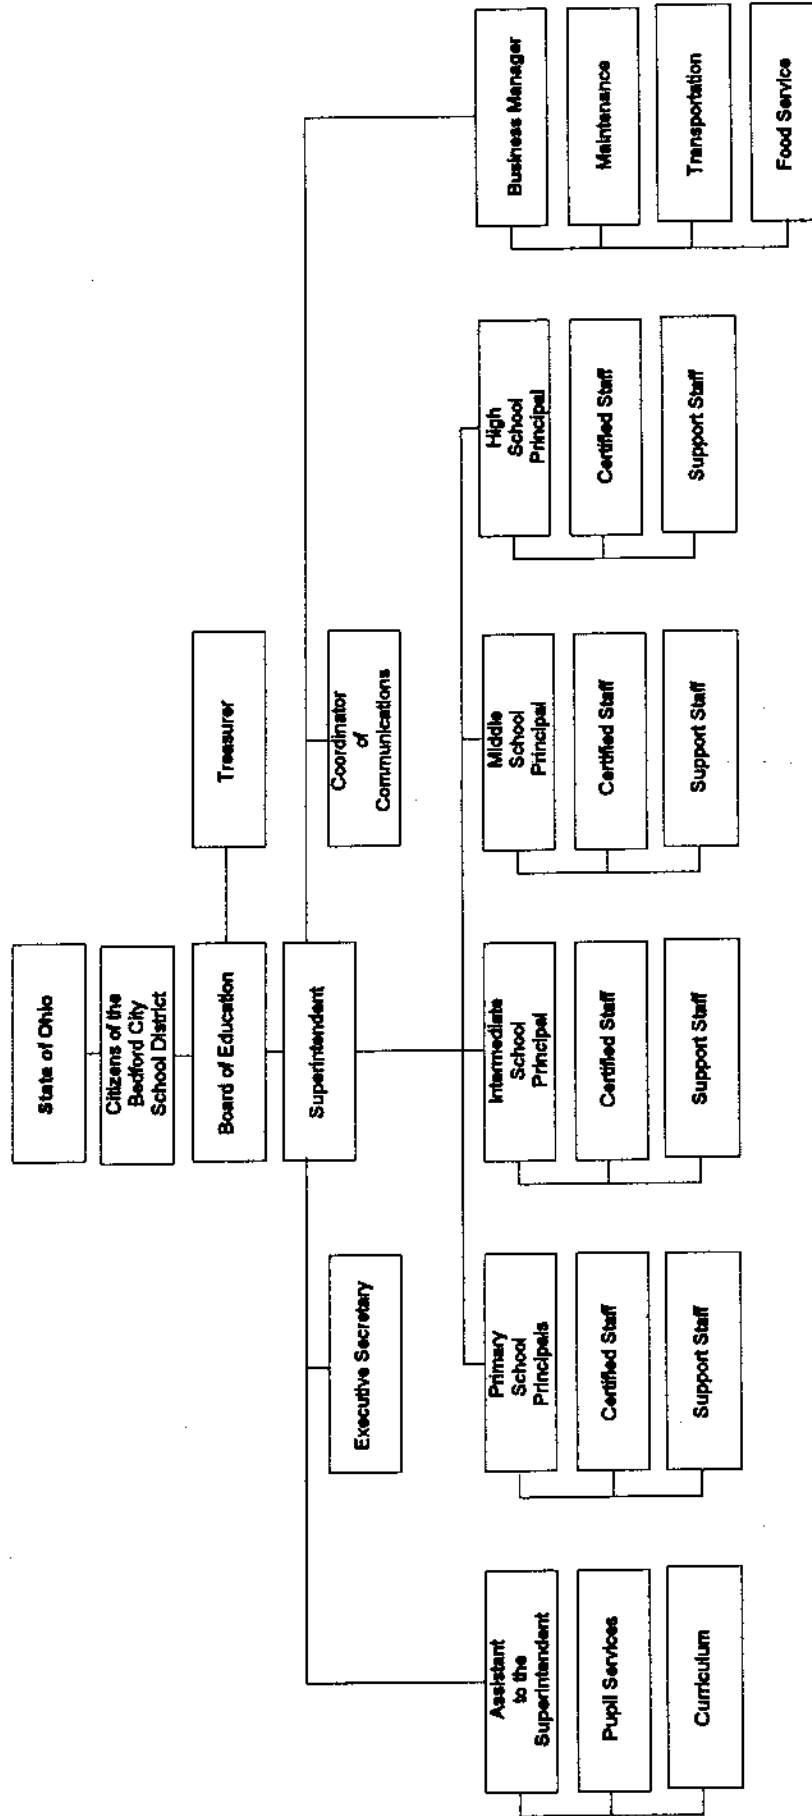 State of Ohio
Citizens of the
Bedford City
School District
Board of Education
Treasurer
Superintendent
Executive Secretary
Coordinator
of
Communications
Assistant
to the
Superintendent
Pupil Services
Curriculum
Primary
School
Principals
Certified Staff
Support Staff
Intermediate
School
Principal
Certified Staff
Support Staff
Middle
School
Principal
Certified Staff
Support Staff
High
School
Principal
Certified Staff
Support Staff
Business Manager
Maintenance
Transportation
Food Service